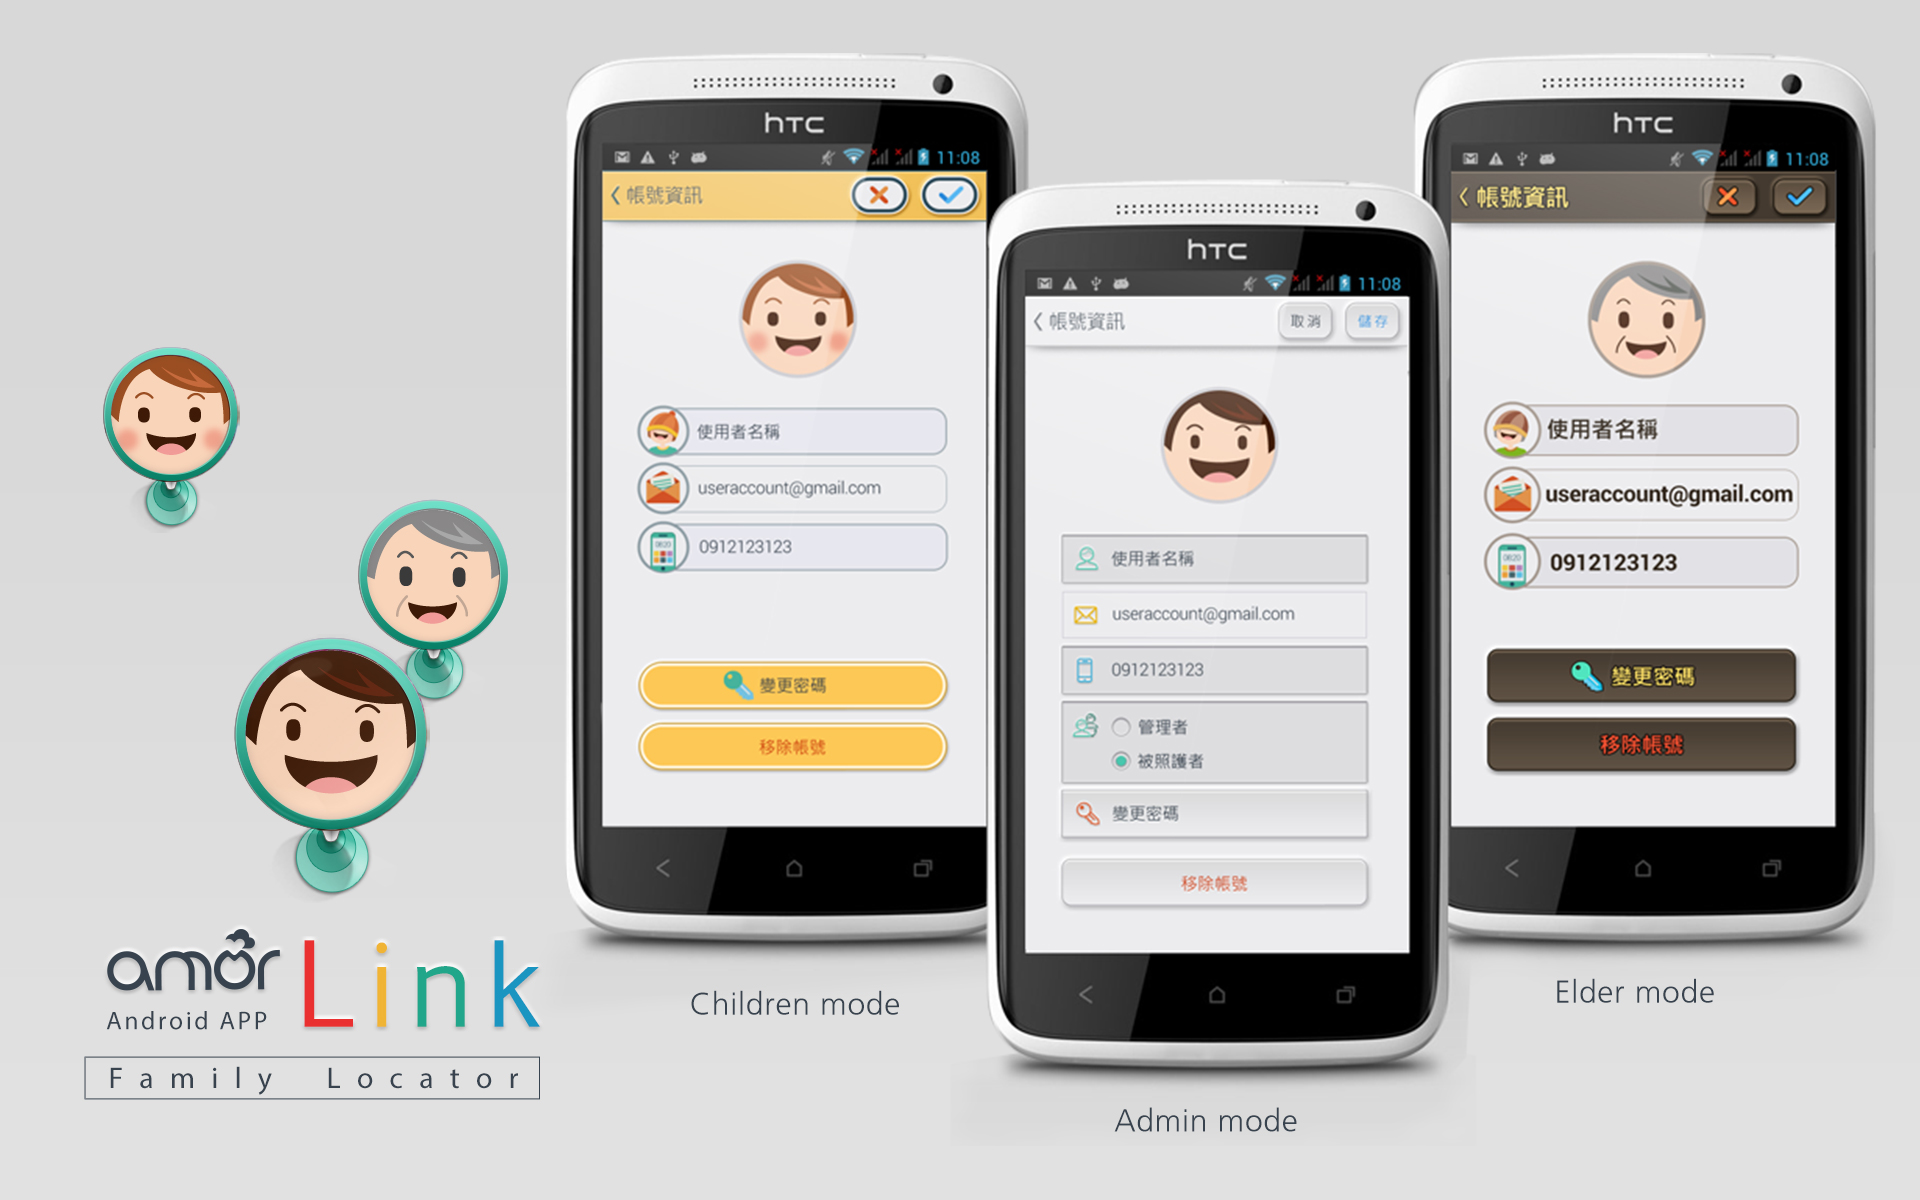 htc
11:08
帳號資訊
使用者名稱
useraccount@gmail.com
0912123123
變更密碼
移除帳號
Children mode
htc
11:08
帳號資訊
取消
儲存
使用者名稱
useraccount@gmail.com
0912123123
管理者
被照護者
變更密碼
移除帳號
Admin mode
htc
11:08
帳號資訊
使用者名稱
useraccount@gmail.com
0912123123
變更密碼
移除帳號
Elder mode
amor Link
Android APP
Family Locator